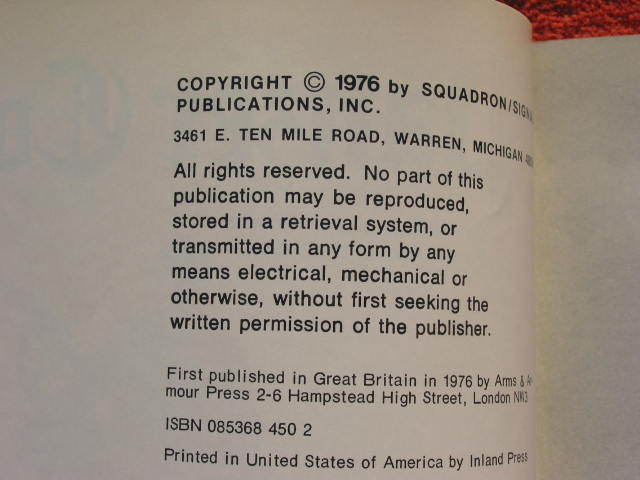 COPYRIGHT © 1976 by SQUADRON/SIGNAL
PUBLICATIONS, INC.
3461 E. TEN MILE ROAD, WARREN, MICHIGAN
All rights reserved. No part of this
publication may be reproduced,
stored in a retrieval system, or
transmitted in any form by any
means electrical, mechanical or
otherwise, without first seeking the
written permission of the publisher.
First published in Great Britain in 1976 by Arms & Ar-
mour Press 2-6 Hampstead High Street, London NW3
ISBN 085368 450 2
Printed in United States of America by Inland Press